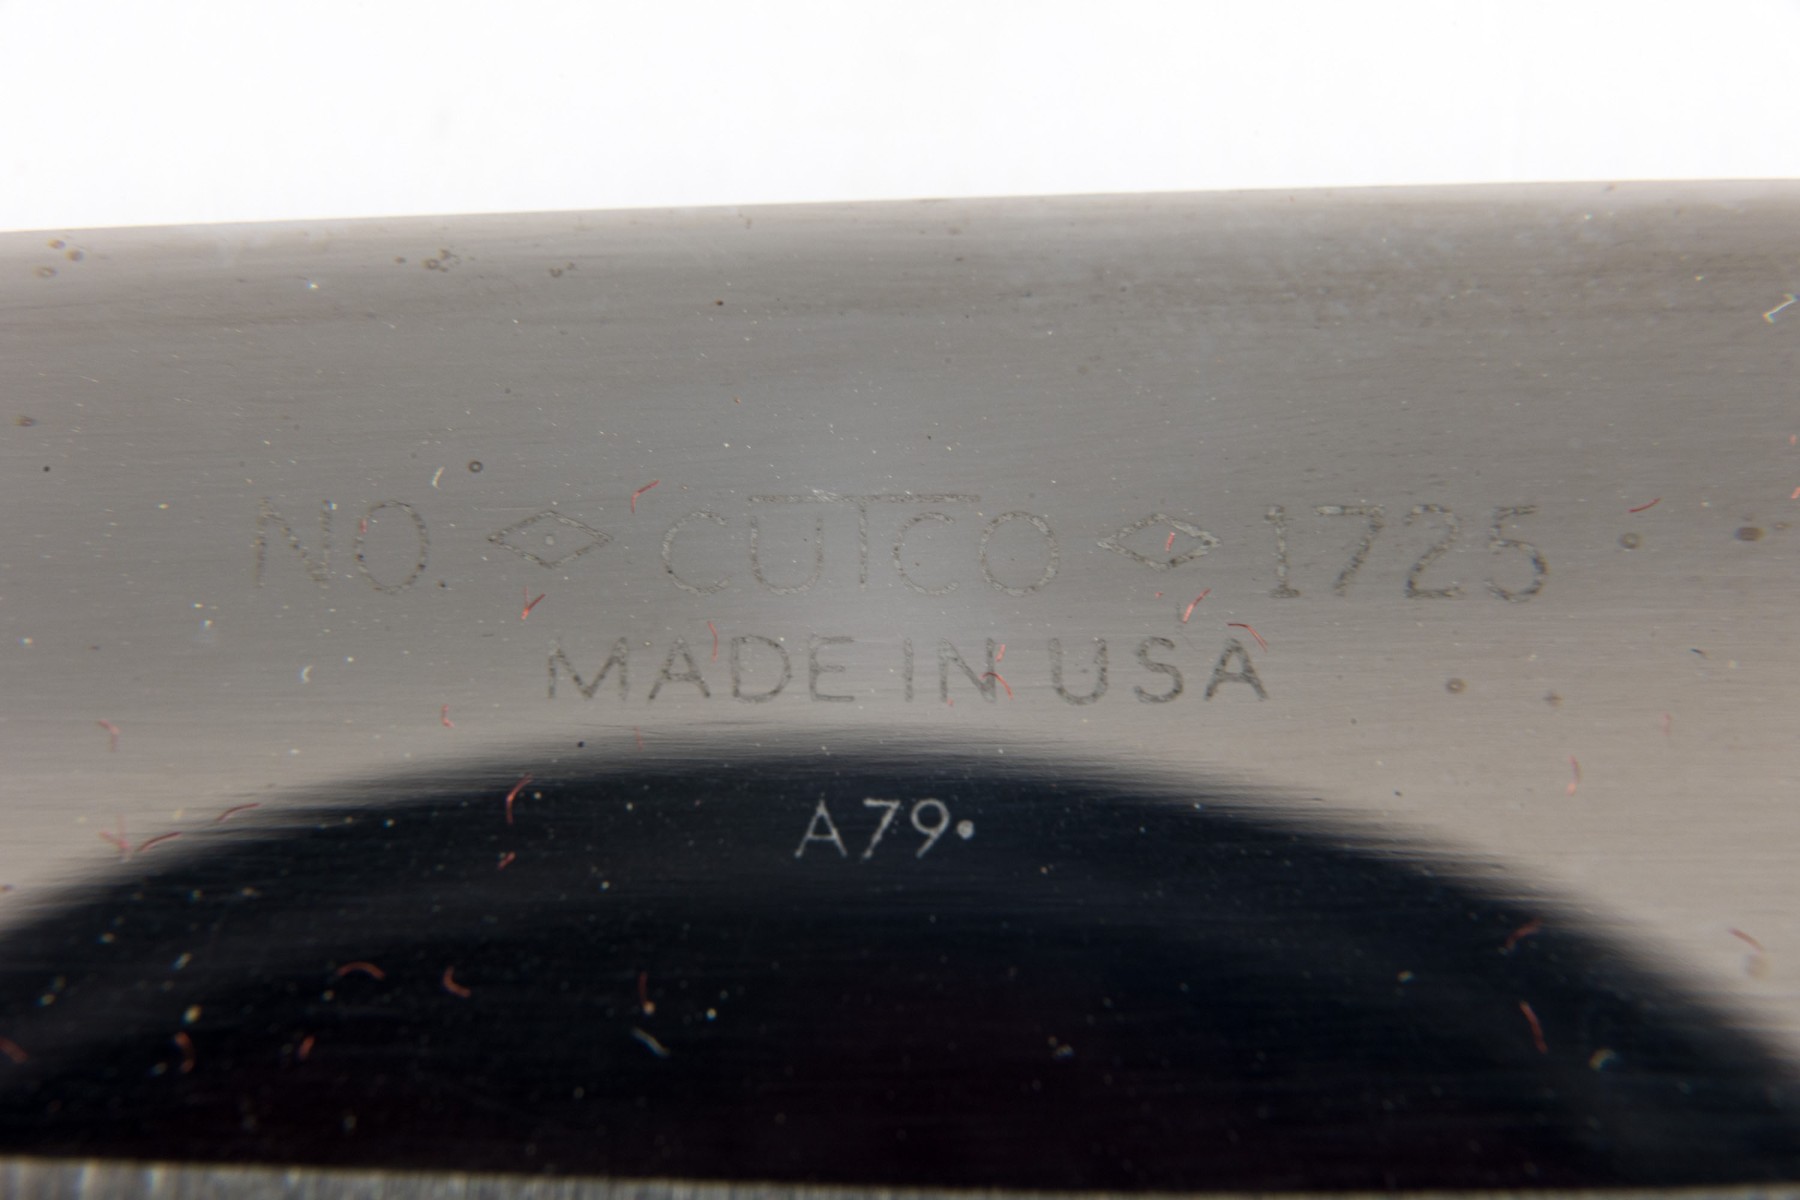 NO. CUTCO 1725
MADE IN USA
A79.